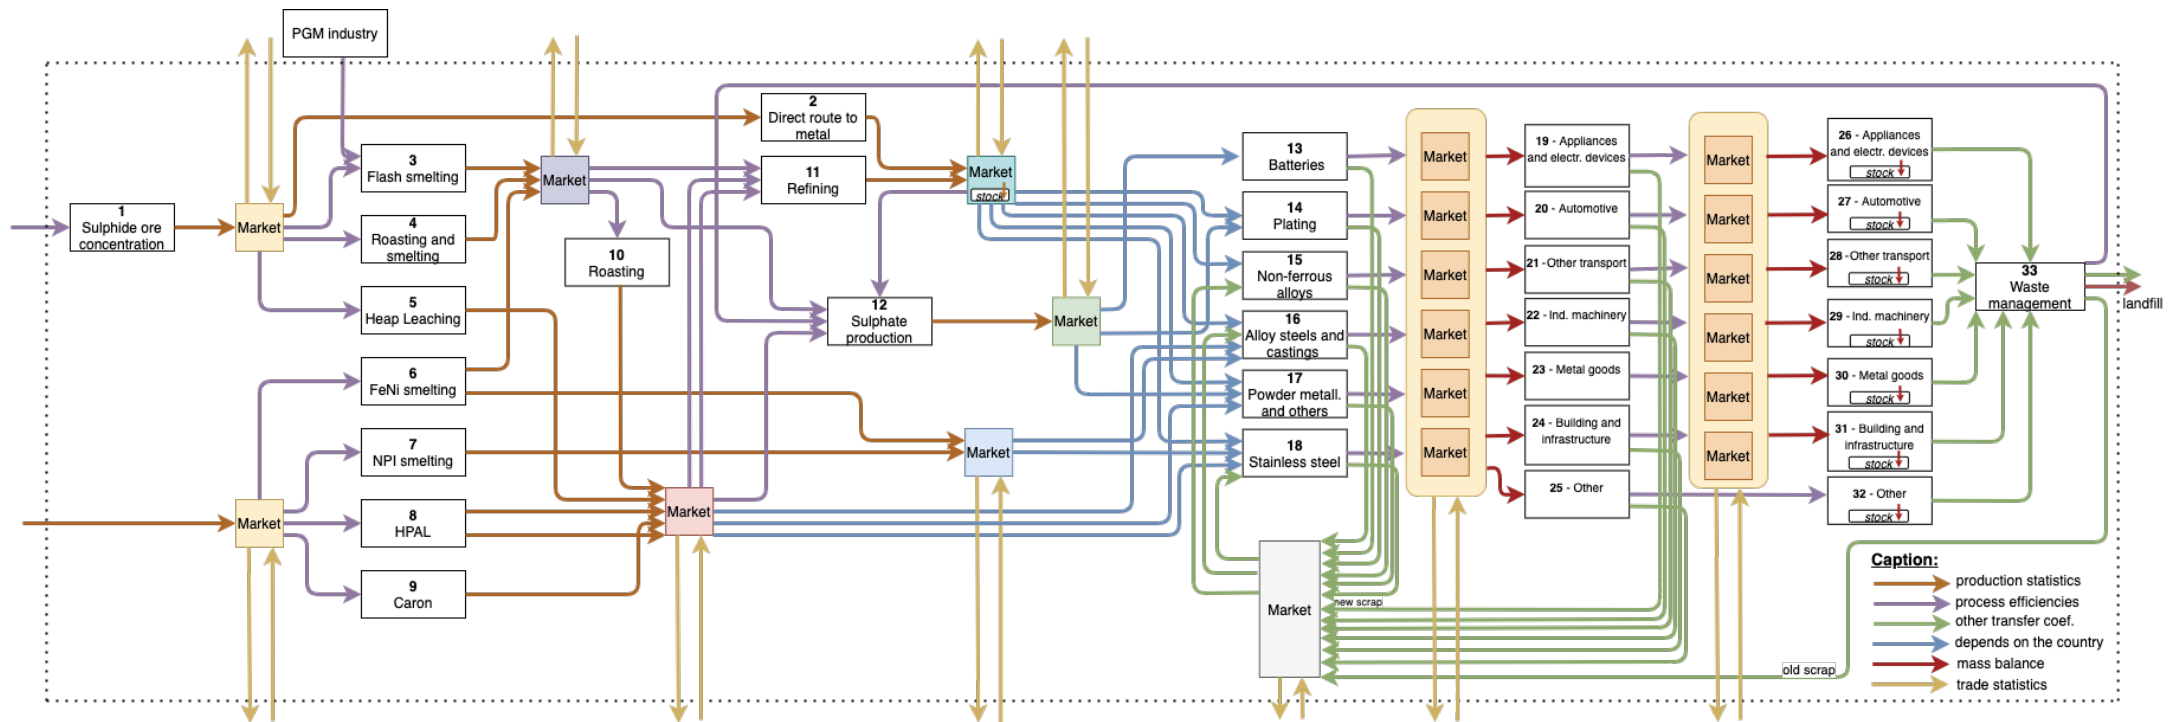 PGM industry
1
Sulphide ore
concentration
Market
2
Direct route to
metal
3
Flash smelting
4
Roasting and
smelting
5
Heap Leaching
6
FeNi smelting
7
NPI smelting
8
HPAL
9
Caron
Market
Market
10
Roasting
11
Refining
12
Sulphate
production
Market
Market
stock
Market
Market
13
Batteries
14
Plating
15
Non-ferrous
alloys
16
Alloy steels and
castings
17
Powder metall.
and others
18
Stainless steel
Market
new scrap
old scrap
Market
Market
Market
Market
Market
Market
19 - Appliances
and electr. devices
20 - Automotive
21 -Other transport
22 - Ind. machinery
23 - Metal goods
24 - Building and
infrastructure
25 - Other
Market
Market
Market
Market
Market
Market
26 - Appliances
and electr. devices
stock
27 - Automotive
stock
28 -Other transport
stock
29 - Ind. machinery
stock
30 - Metal goods
stock
31 - Building and
infrastructure
stock
32 - Other
stock
33
Waste
management
landfill
Caption:
production statistics
process efficiencies
other transfer coef.
depends on the country
mass balance
trade statistics